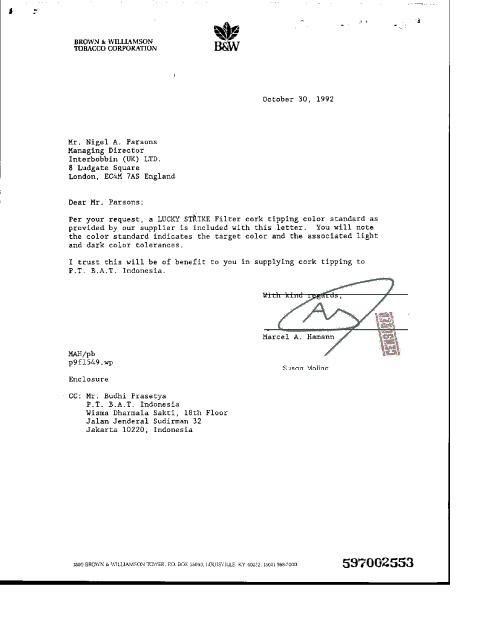 BROWN & WILLIAMSON
TOBACCO CORPORATION
B&W
October 30, 1992
Mr. Nigel A. Parsons
Managing Director
Interbobbin (UK) LTD.
8 Ludgate Square
London, EC4M 7AS England
Dear Mr. Parsons:
Per your request, a LUCKY STRIKE Filter cork tipping color standard as
provided by our supplier is included with this letter. You will note
the color standard indicates the target color and the associated light
and dark color tolerances.
I trust this will be of benefit to you in supplying cork tipping to
P.T. B.A.T. Indonesia.
With kind regards,
Marcel A. Hamann
CENSURED
MAH/pb
p9f1549.wp
Susan Moline
Enclosure
CC: Mr. Budhi Prasetya
P.T. B.A.T. Indonesia
Wisma Dharmala Sakti, 18th Floor
Jalan Jenderal Sudirman 32
Jakarta 10220, Indonesia
BROWN & WILLIAMSON TOWER, P.O. BOX LOUISVILLE, KY
597002553